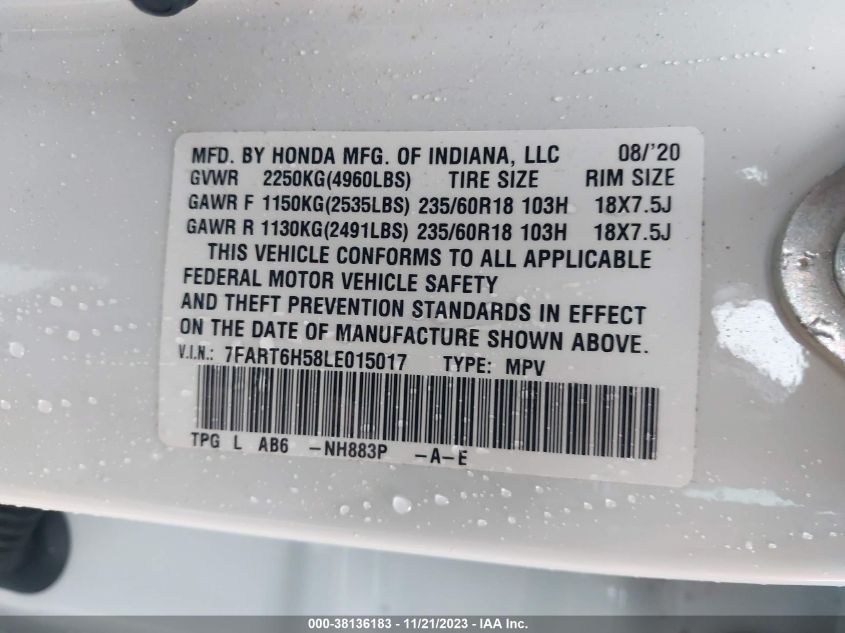 MFD. BY HONDA MFG. OF INDIANA, LLC 08/'20
GVWR 2250KG(4960LBS) TIRE SIZE RIM SIZE
GAWR F 1150KG(2535LBS) 235/60R18 103H 18X7.5J
GAWR R 1130KG(2491LBS) 235/60R18 103H 18X7.5J
THIS VEHICLE CONFORMS TO ALL APPLICABLE
FEDERAL MOTOR VEHICLE SAFETY
AND THEFT PREVENTION STANDARDS IN EFFECT
ON THE DATE OF MANUFACTURE SHOWN ABOVE.
V.I.N.: 7FART6H58LE015017 TYPE: MPV
TPG L AB6 -NH883P -A-E
000-38136183 - 11/21/2023 - IAA Inc.